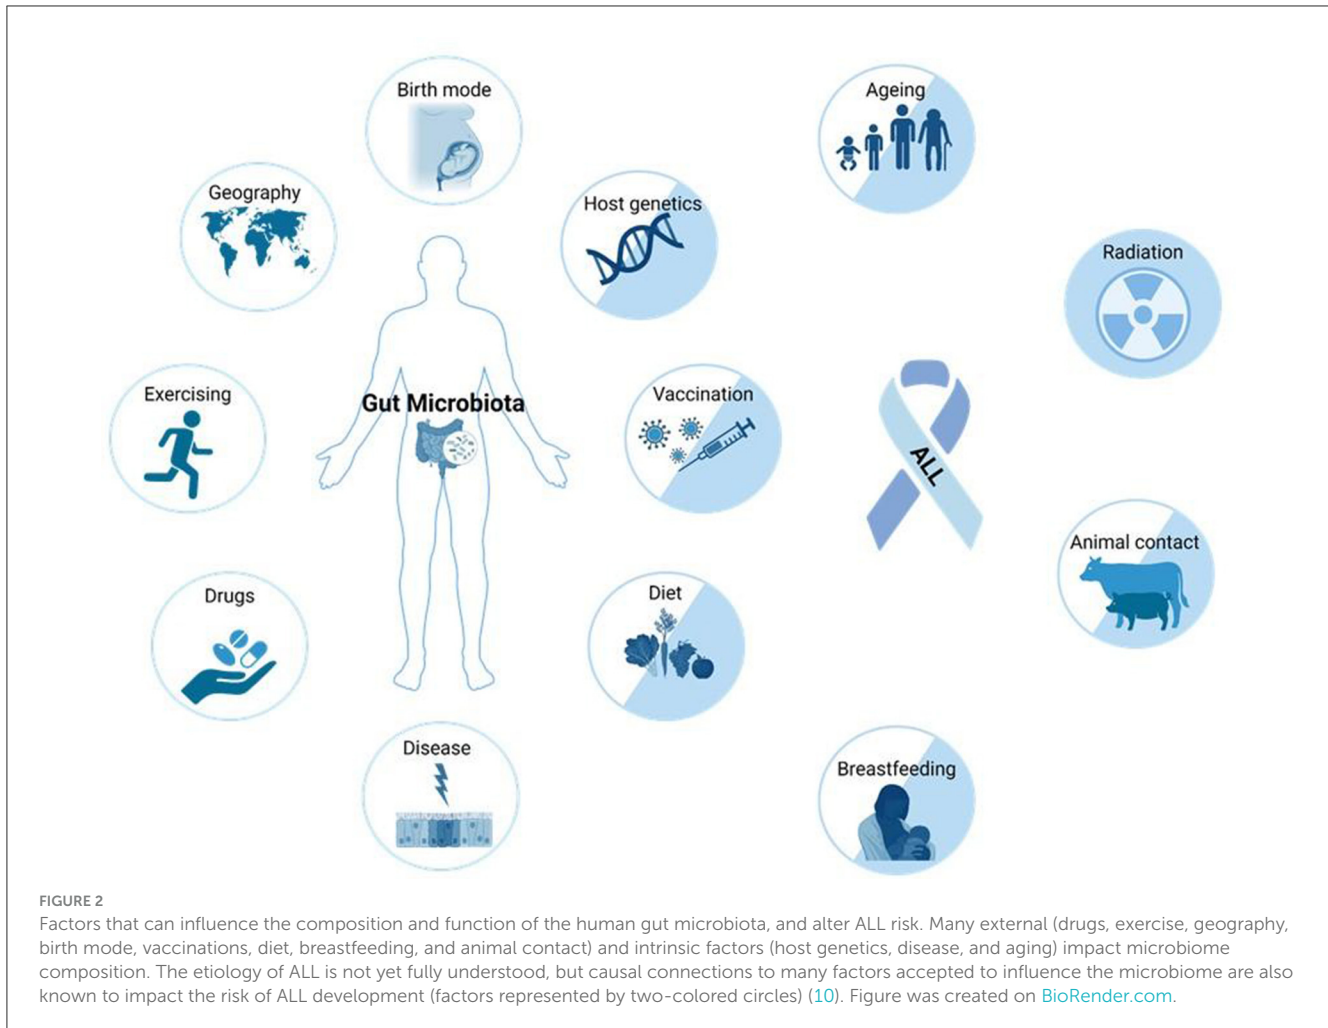 Birth mode
Ageing
Geography
Host genetics
Radiation
Exercising
Gut Microbiota
Vaccination
ALL
Animal contact
Drugs
Diet
Disease
Breastfeeding
FIGURE 2
Factors that can influence the composition and function of the human gut microbiota, and alter ALL risk. Many external (drugs, exercise, geography,
birth mode, vaccinations, diet, breastfeeding, and animal contact) and intrinsic factors (host genetics, disease, and aging) impact microbiome
composition. The etiology of ALL is not yet fully understood, but causal connections to many factors accepted to influence the microbiome are also
known to impact the risk of ALL development (factors represented by two-colored circles) (10). Figure was created on BioRender.com.